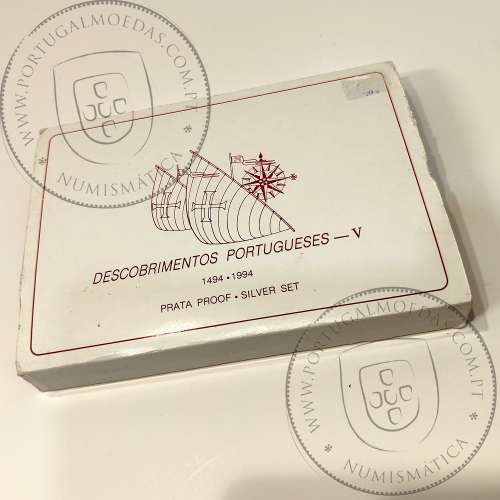 WWW.PORTUGALMOEDAS.COM.PT
* NUMISMÁTICA *
DESCOBRIMENTOS PORTUGUESES — V
1494 • 1994
PRATA PROOF • SILVER SET
WWW.PORTUGALMOEDAS.COM.PT
* NUMISMÁTICA *